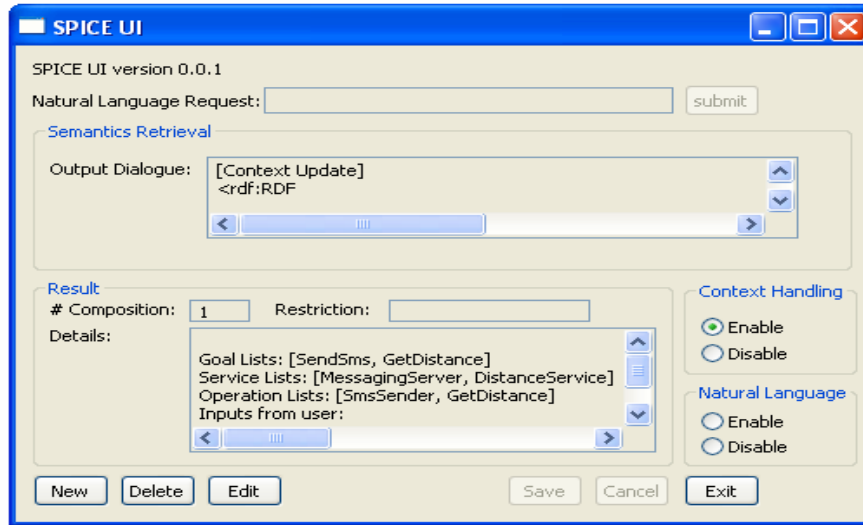 SPICE UI
SPICE UI version 0.0.1
Natural Language Request:
submit
Semantics Retrieval
Output Dialogue:
[Context Update]
<rdf:RDF
Result
# Composition: 1 Restriction:
Details:
Goal Lists: [SendSms, GetDistance]
Service Lists: [MessagingServer, DistanceService]
Operation Lists: [SmsSender, GetDistance]
Inputs from user:
Context Handling
Enable
Disable
Natural Language
Enable
Disable
New Delete Edit Save Cancel Exit